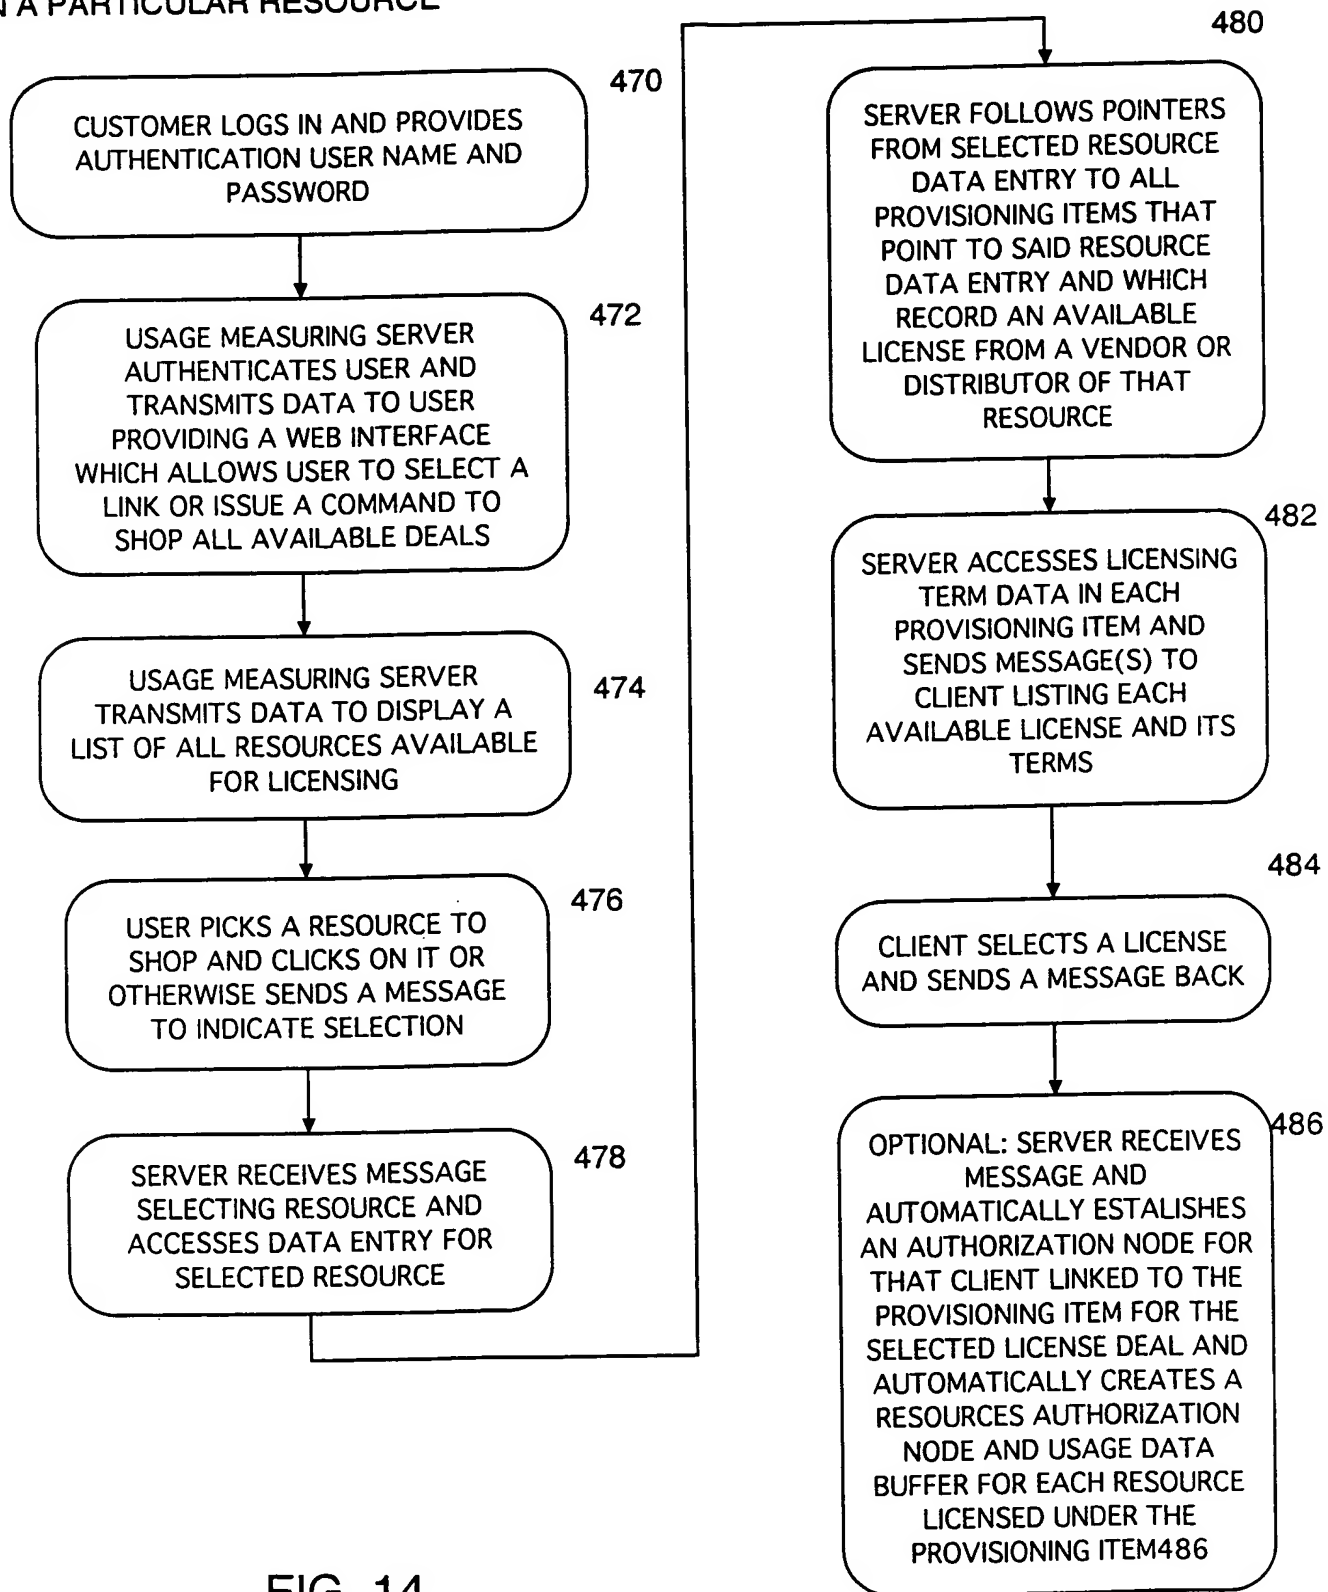 A PARTICULAR RESOURCE
470
CUSTOMER LOGS IN AND PROVIDES
AUTHENTICATION USER NAME AND
PASSWORD
472
USAGE MEASURING SERVER
AUTHENTICATES USER AND
TRANSMITS DATA TO USER
PROVIDING A WEB INTERFACE
WHICH ALLOWS USER TO SELECT A
LINK OR ISSUE A COMMAND TO
SHOP ALL AVAILABLE DEALS
474
USAGE MEASURING SERVER
TRANSMITS DATA TO DISPLAY A
LIST OF ALL RESOURCES AVAILABLE
FOR LICENSING
476
USER PICKS A RESOURCE TO
SHOP AND CLICKS ON IT OR
OTHERWISE SENDS A MESSAGE
TO INDICATE SELECTION
478
SERVER RECEIVES MESSAGE
SELECTING RESOURCE AND
ACCESSES DATA ENTRY FOR
SELECTED RESOURCE
480
SERVER FOLLOWS POINTERS
FROM SELECTED RESOURCE
DATA ENTRY TO ALL
PROVISIONING ITEMS THAT
POINT TO SAID RESOURCE
DATA ENTRY AND WHICH
RECORD AN AVAILABLE
LICENSE FROM A VENDOR OR
DISTRIBUTOR OF THAT
RESOURCE
482
SERVER ACCESSES LICENSING
TERM DATA IN EACH
PROVISIONING ITEM AND
SENDS MESSAGE(S) TO
CLIENT LISTING EACH
AVAILABLE LICENSE AND ITS
TERMS
484
CLIENT SELECTS A LICENSE
AND SENDS A MESSAGE BACK
486
OPTIONAL: SERVER RECEIVES
MESSAGE AND
AUTOMATICALLY ESTALISHES
AN AUTHORIZATION NODE FOR
THAT CLIENT LINKED TO THE
PROVISIONING ITEM FOR THE
SELECTED LICENSE DEAL AND
AUTOMATICALLY CREATES A
RESOURCES AUTHORIZATION
NODE AND USAGE DATA
BUFFER FOR EACH RESOURCE
LICENSED UNDER THE
PROVISIONING ITEM486
FIG. 14